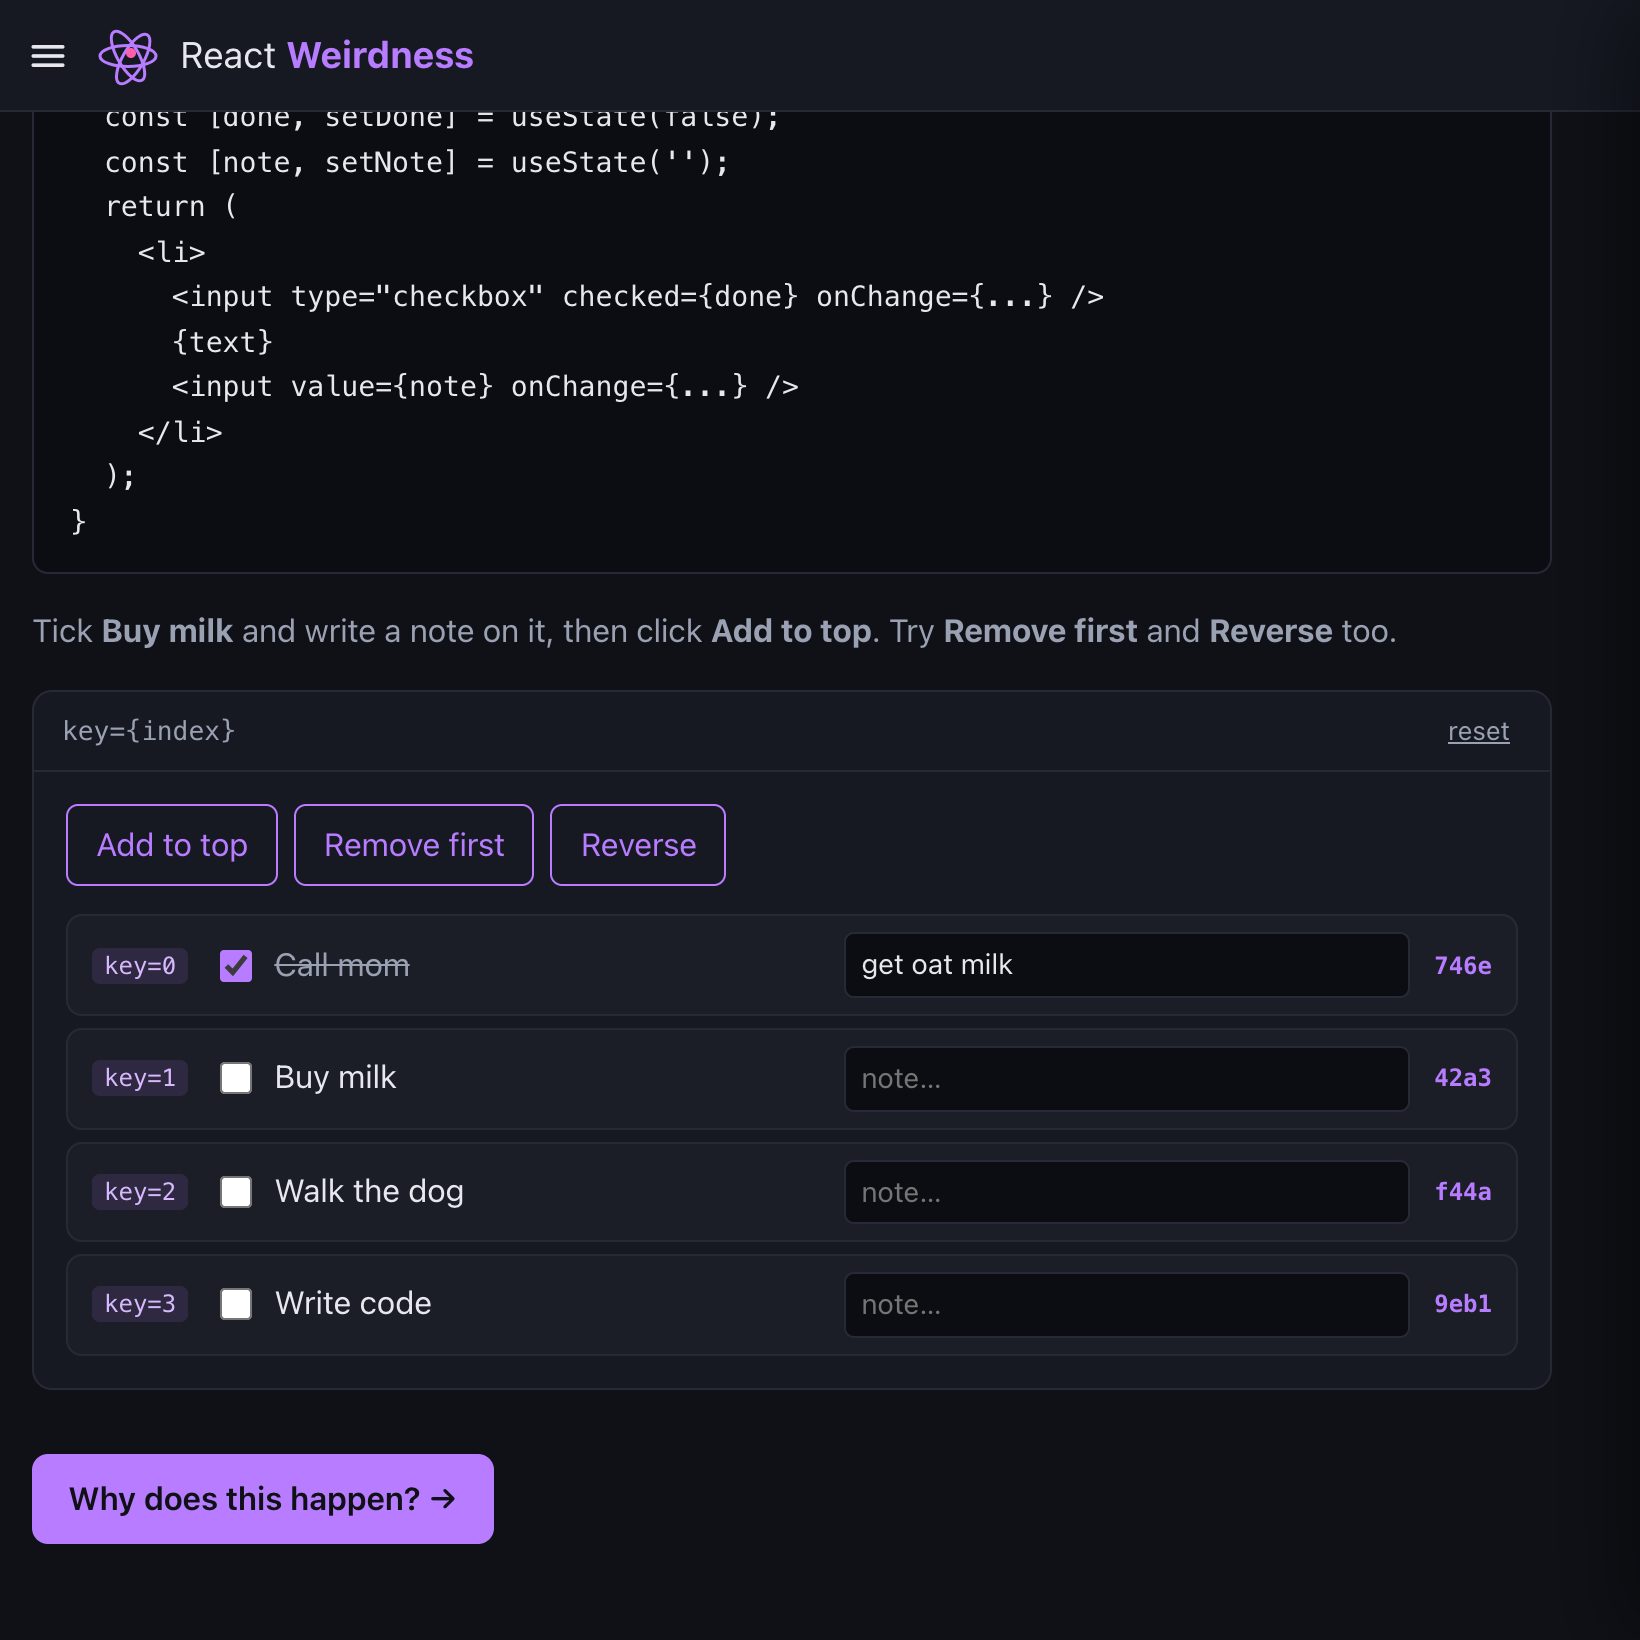 React Weirdness
const [done, setDone] = useState(false);
const [note, setNote] = useState('');
return (
<li>
<input type="checkbox" checked={done} onChange={...} />
{text}
<input value={note} onChange={...} />
</li>
);
}
Tick Buy milk and write a note on it, then click Add to top. Try Remove first and Reverse too.
key={index} reset
Add to top Remove first Reverse
key=0 Call mom get oat milk 746e
key=1 Buy milk note... 42a3
key=2 Walk the dog note... f44a
key=3 Write code note... 9eb1
Why does this happen? →